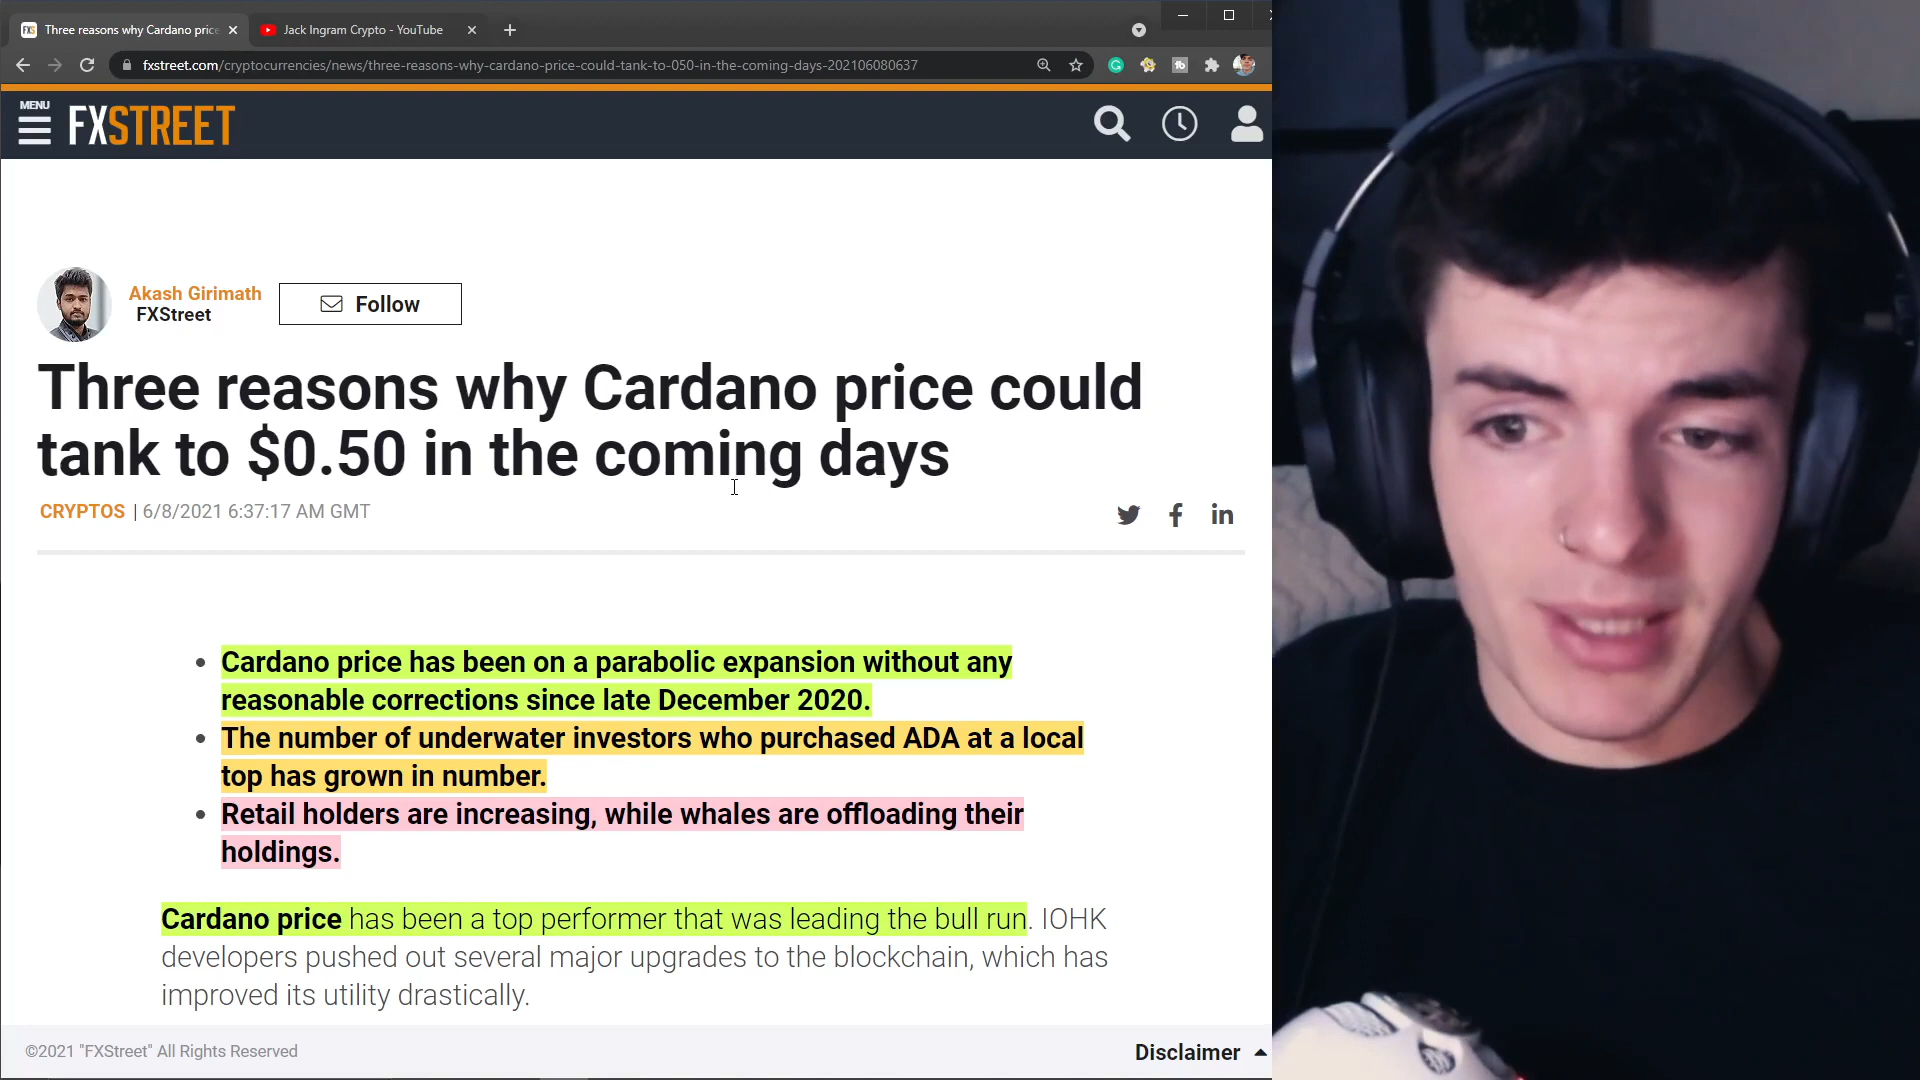 Three reasons why Cardano price
Jack Ingram Crypto - YouTube
fxstreet.com/cryptocurrencies/news/three-reasons-why-cardano-price-could-tank-to-050-in-the-coming-days-202106080637
MENU
FXSTREET
Akash Girimath
FXStreet
Follow
Three reasons why Cardano price could
tank to $0.50 in the coming days
CRYPTOS | 6/8/2021 6:37:17 AM GMT
Cardano price has been on a parabolic expansion without any
reasonable corrections since late December 2020.
The number of underwater investors who purchased ADA at a local
top has grown in number.
Retail holders are increasing, while whales are offloading their
holdings.
Cardano price has been a top performer that was leading the bull run. IOHK
developers pushed out several major upgrades to the blockchain, which has
improved its utility drastically.
©2021 "FXStreet" All Rights Reserved
Disclaimer